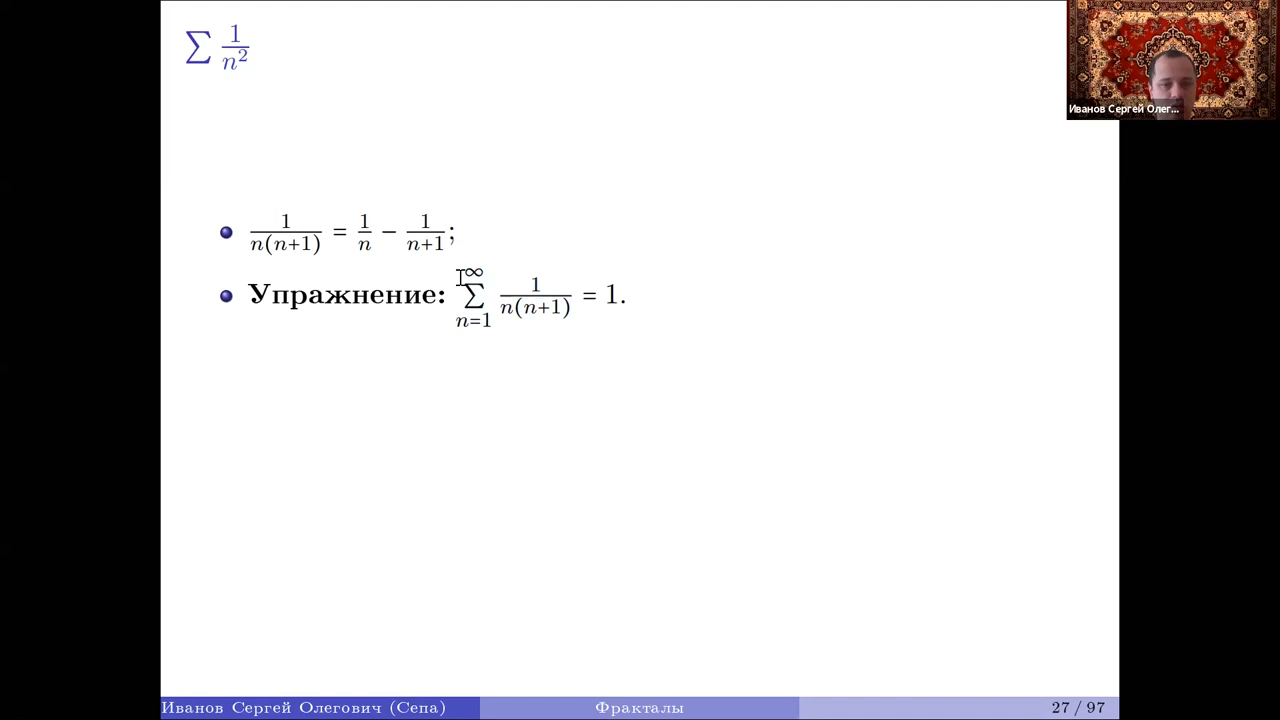 ∑ 1/n²
Иванов Сергей Олег...
1/(n(n+1)) = 1/n − 1/(n+1);
Упражнение: ∑_{n=1}^{∞} 1/(n(n+1)) = 1.
Иванов Сергей Олегович (Сепа) Фракталы 27 / 97